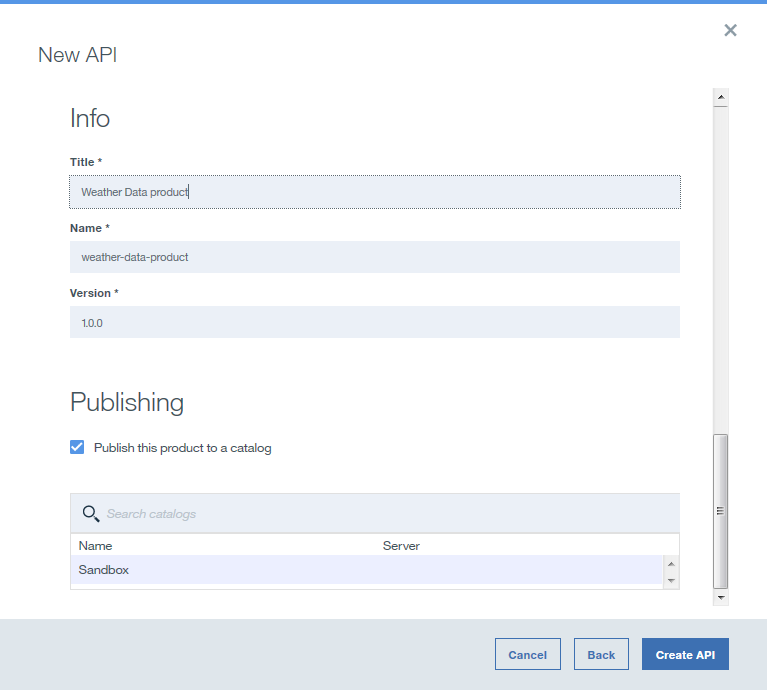 New API
Info
Title *
Weather Data product
Name *
weather-data-product
Version *
1.0.0
Publishing
Publish this product to a catalog
Search catalogs
Name Server
Sandbox
Cancel Back Create API